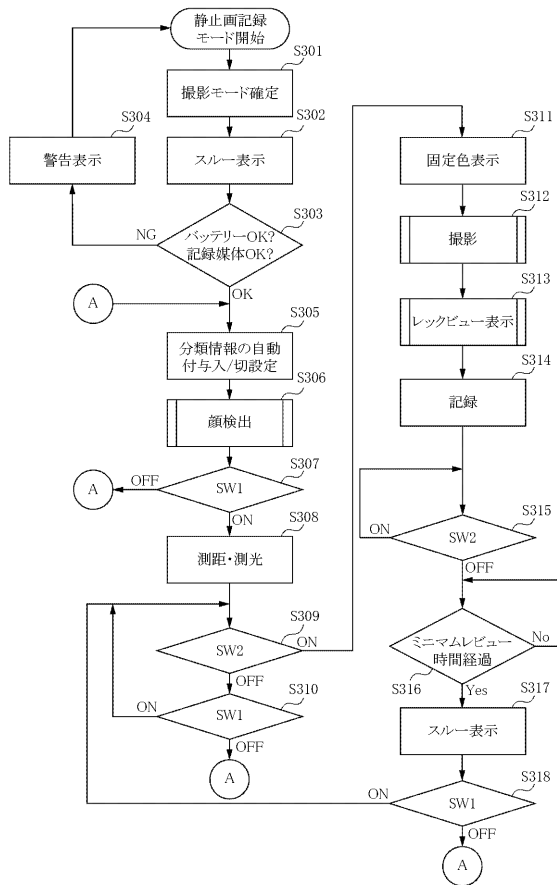 静止画記録
モード開始
S301
撮影モード確定
S302
スルー表示
S303
バッテリーOK?
記録媒体OK?
NG
OK
S304
警告表示
A
S305
分類情報の自動
付与入/切設定
S306
顔検出
S307
SW1
OFF
A
ON
S308
測距・測光
S309
SW2
ON
OFF
S310
SW1
ON
OFF
A
S311
固定色表示
S312
撮影
S313
レックビュー表示
S314
記録
S315
SW2
ON
OFF
ミニマムレビュー
時間経過
No
S316
Yes
S317
スルー表示
S318
SW1
ON
OFF
A